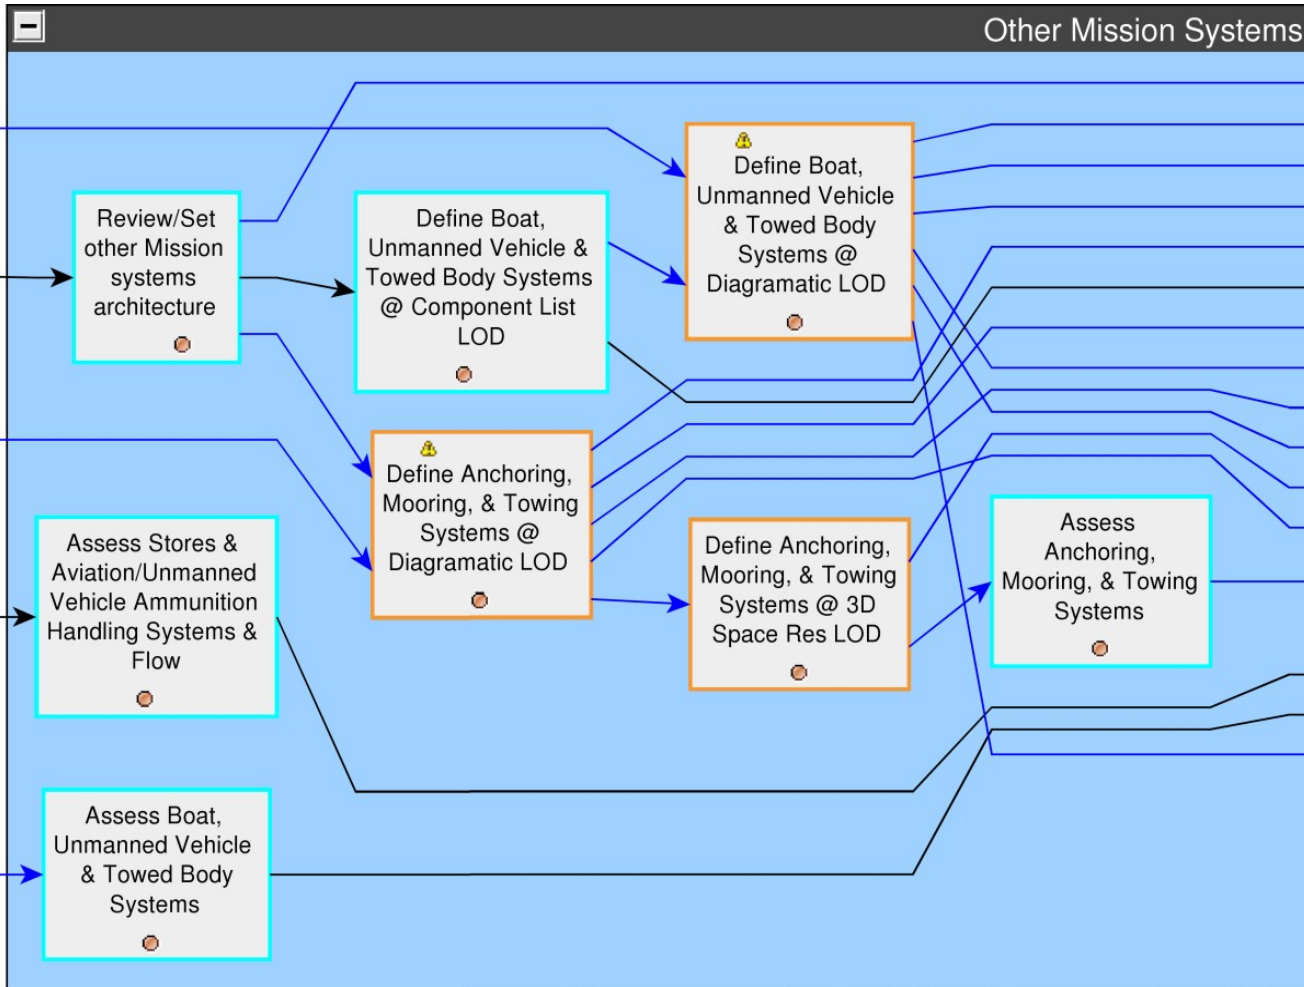 Other Mission Systems
Define Boat,
Unmanned Vehicle
& Towed Body
Systems @
Diagramatic LOD
Review/Set
other Mission
systems
architecture
Define Boat,
Unmanned Vehicle &
Towed Body Systems
@ Component List
LOD
Define Anchoring,
Mooring, & Towing
Systems @
Diagramatic LOD
Assess Stores &
Aviation/Unmanned
Vehicle Ammunition
Handling Systems &
Flow
Define Anchoring,
Mooring, & Towing
Systems @ 3D
Space Res LOD
Assess
Anchoring,
Mooring, & Towing
Systems
Assess Boat,
Unmanned Vehicle
& Towed Body
Systems